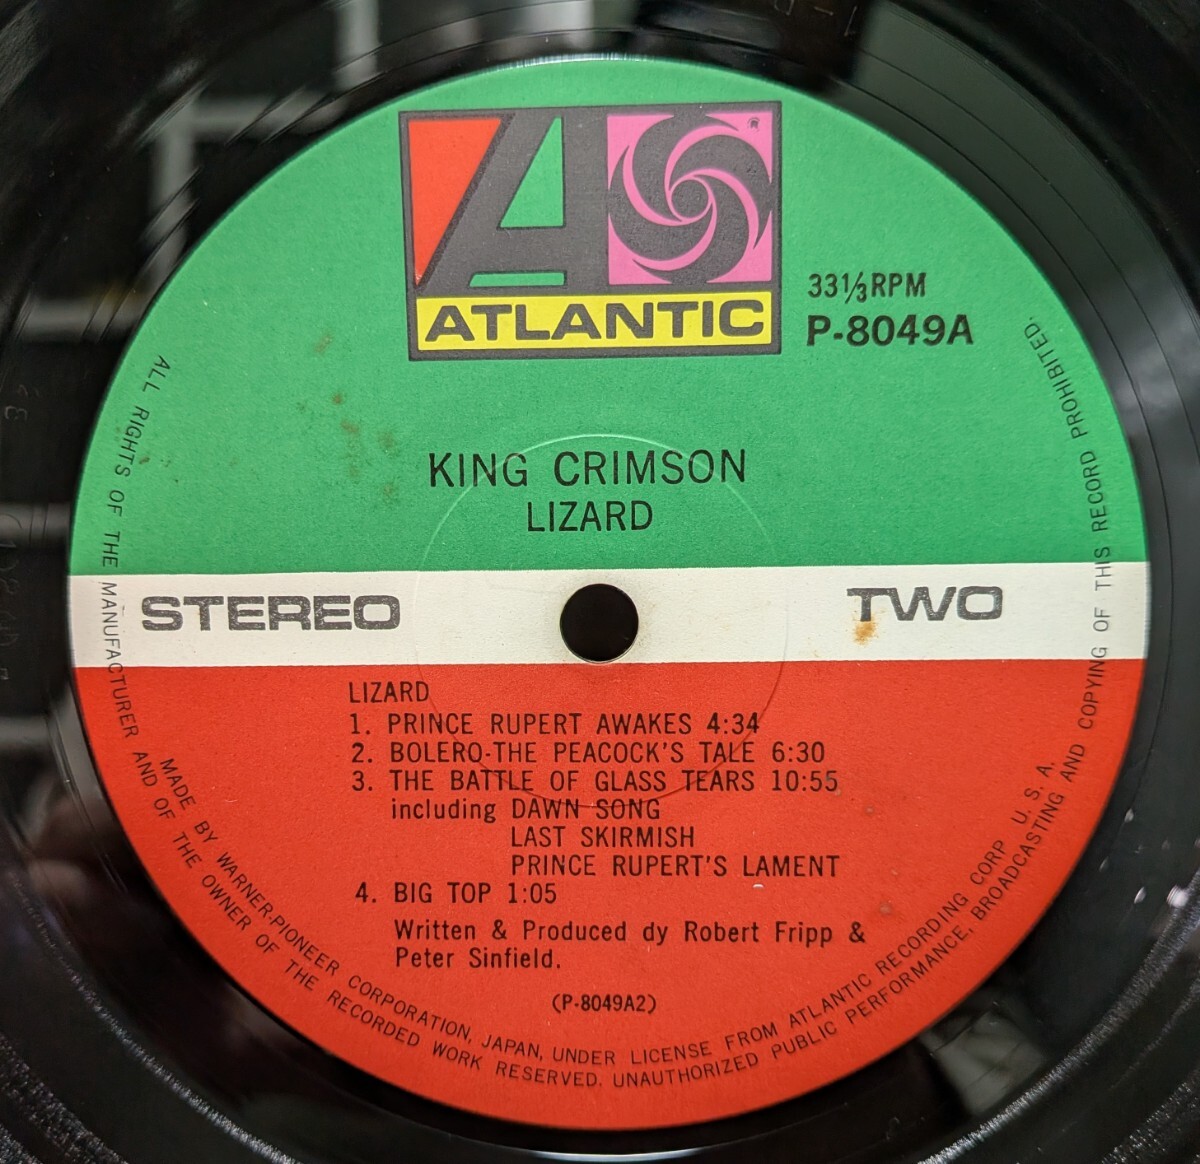 ATLANTIC
33⅓ RPM
P-8049A
KING CRIMSON
LIZARD
STEREO
TWO
LIZARD
1. PRINCE RUPERT AWAKES 4:34
2. BOLERO-THE PEACOCK'S TALE 6:30
3. THE BATTLE OF GLASS TEARS 10:55
including DAWN SONG
LAST SKIRMISH
PRINCE RUPERT'S LAMENT
4. BIG TOP 1:05
Written & Produced dy Robert Fripp &
Peter Sinfield.
(P-8049A2)
MADE BY WARNER-PIONEER CORPORATION, JAPAN, UNDER LICENSE FROM ATLANTIC RECORDING CORP U. S. A.
ALL RIGHTS OF THE MANUFACTURER AND OF THE OWNER OF THE RECORDED WORK RESERVED. UNAUTHORIZED PUBLIC PERFORMANCE, BROADCASTING AND COPYING OF THIS RECORD PROHIBITED.